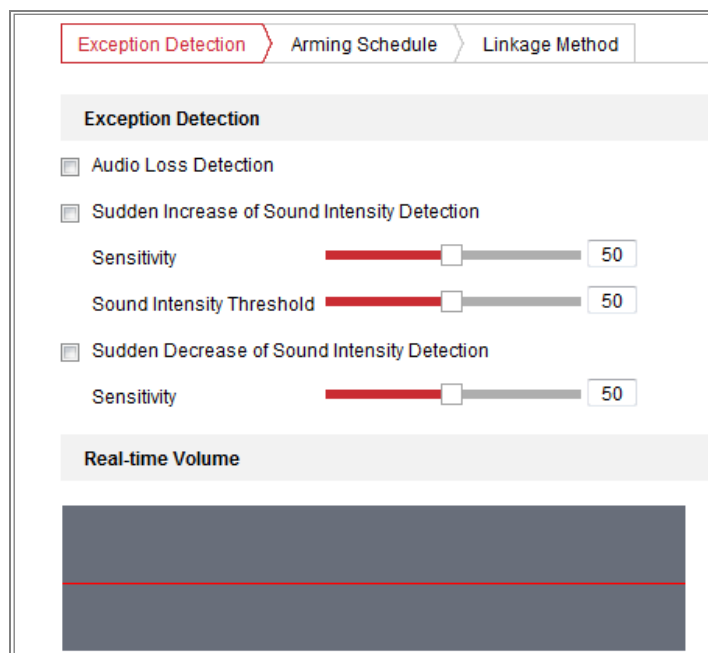 Exception Detection Arming Schedule Linkage Method
Exception Detection
Audio Loss Detection
Sudden Increase of Sound Intensity Detection
Sensitivity 50
Sound Intensity Threshold 50
Sudden Decrease of Sound Intensity Detection
Sensitivity 50
Real-time Volume